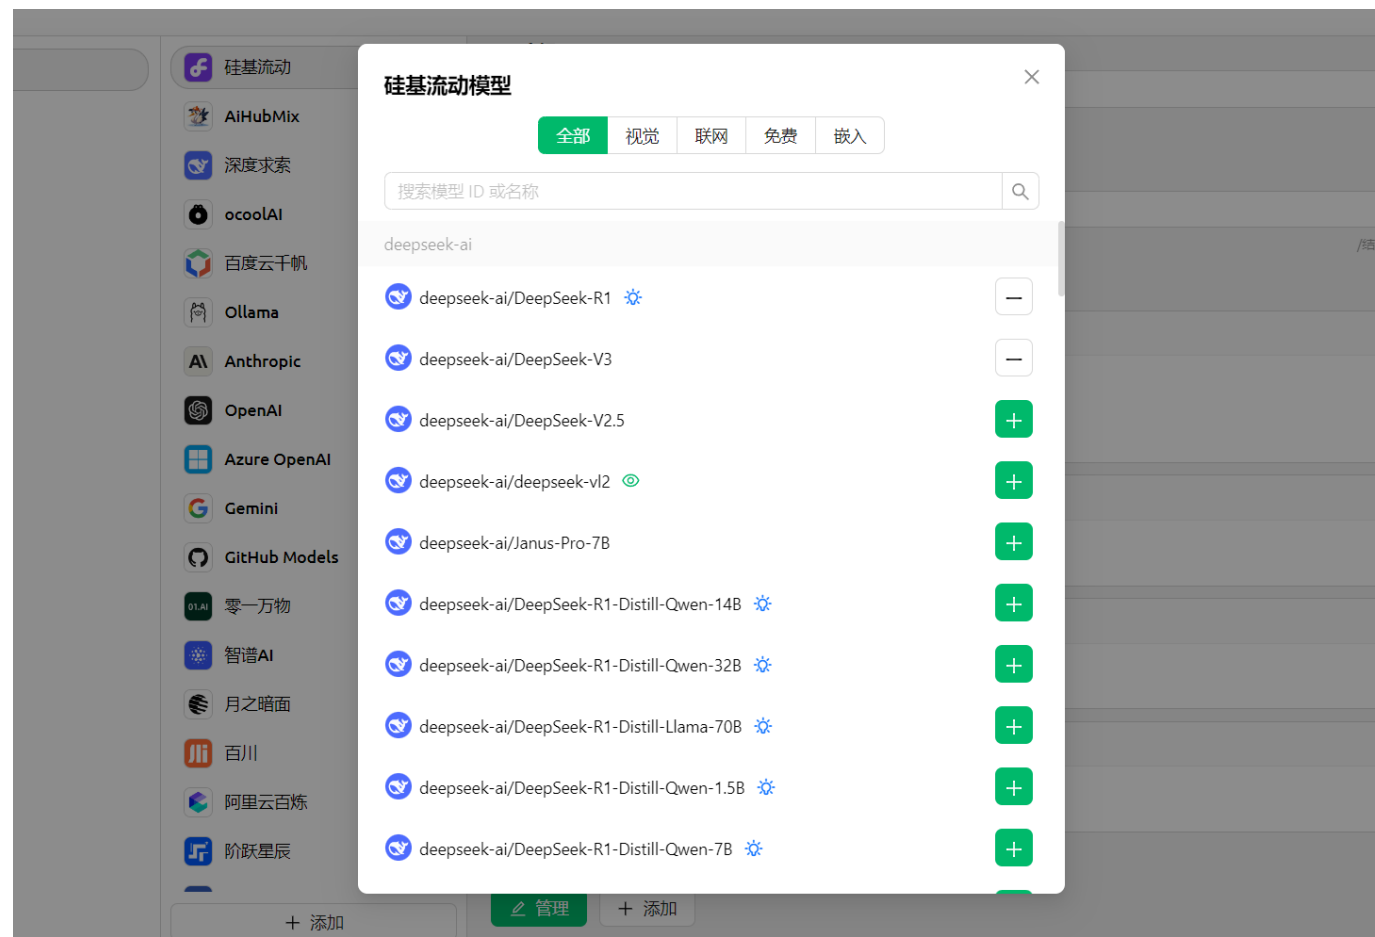 硅基流动
AiHubMix
深度求索
ocoolAI
百度云千帆
Ollama
Anthropic
OpenAI
Azure OpenAI
Gemini
GitHub Models
01.AI
零一万物
智谱AI
月之暗面
百川
阿里云百炼
阶跃星辰
添加
硅基流动模型
全部 视觉 联网 免费 嵌入
搜索模型 ID 或名称
deepseek-ai
deepseek-ai/DeepSeek-R1
deepseek-ai/DeepSeek-V3
deepseek-ai/DeepSeek-V2.5
deepseek-ai/deepseek-vl2
deepseek-ai/Janus-Pro-7B
deepseek-ai/DeepSeek-R1-Distill-Qwen-14B
deepseek-ai/DeepSeek-R1-Distill-Qwen-32B
deepseek-ai/DeepSeek-R1-Distill-Llama-70B
deepseek-ai/DeepSeek-R1-Distill-Qwen-1.5B
deepseek-ai/DeepSeek-R1-Distill-Qwen-7B
管理 添加